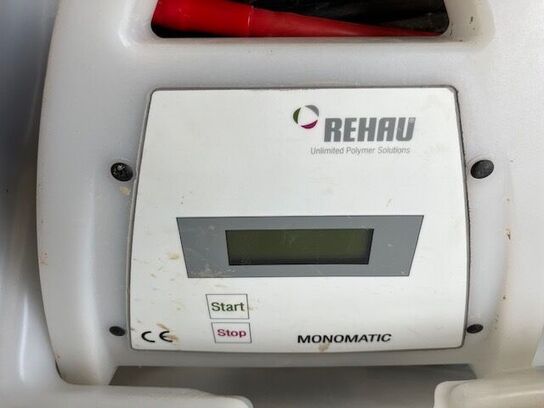 REHAU
Unlimited Polymer Solutions
Start
Stop
CE
MONOMATIC